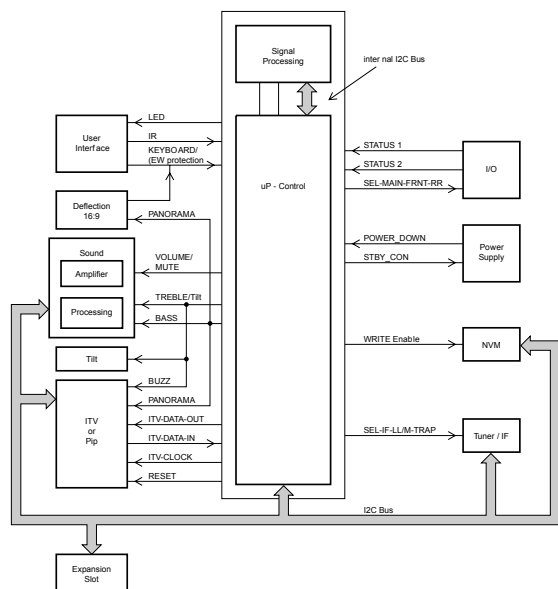 Signal
Processing
inter nal I2C Bus
LED
User
Interface
IR
KEYBOARD/
(EW protection
STATUS 1
STATUS 2
I/O
uP - Control
SEL-MAIN-FRNT-RR
Deflection
16:9
PANORAMA
Sound
Amplifier
VOLUME/
MUTE
POWER_DOWN
Power
Supply
STBY_CON
TREBLE/Tilt
Processing
BASS
WRITE Enable
NVM
Tilt
BUZZ
PANORAMA
ITV
or
Pip
ITV-DATA-OUT
ITV-DATA-IN
SEL-IF-LL/M-TRAP
Tuner / IF
ITV-CLOCK
RESET
I2C Bus
Expansion
Slot